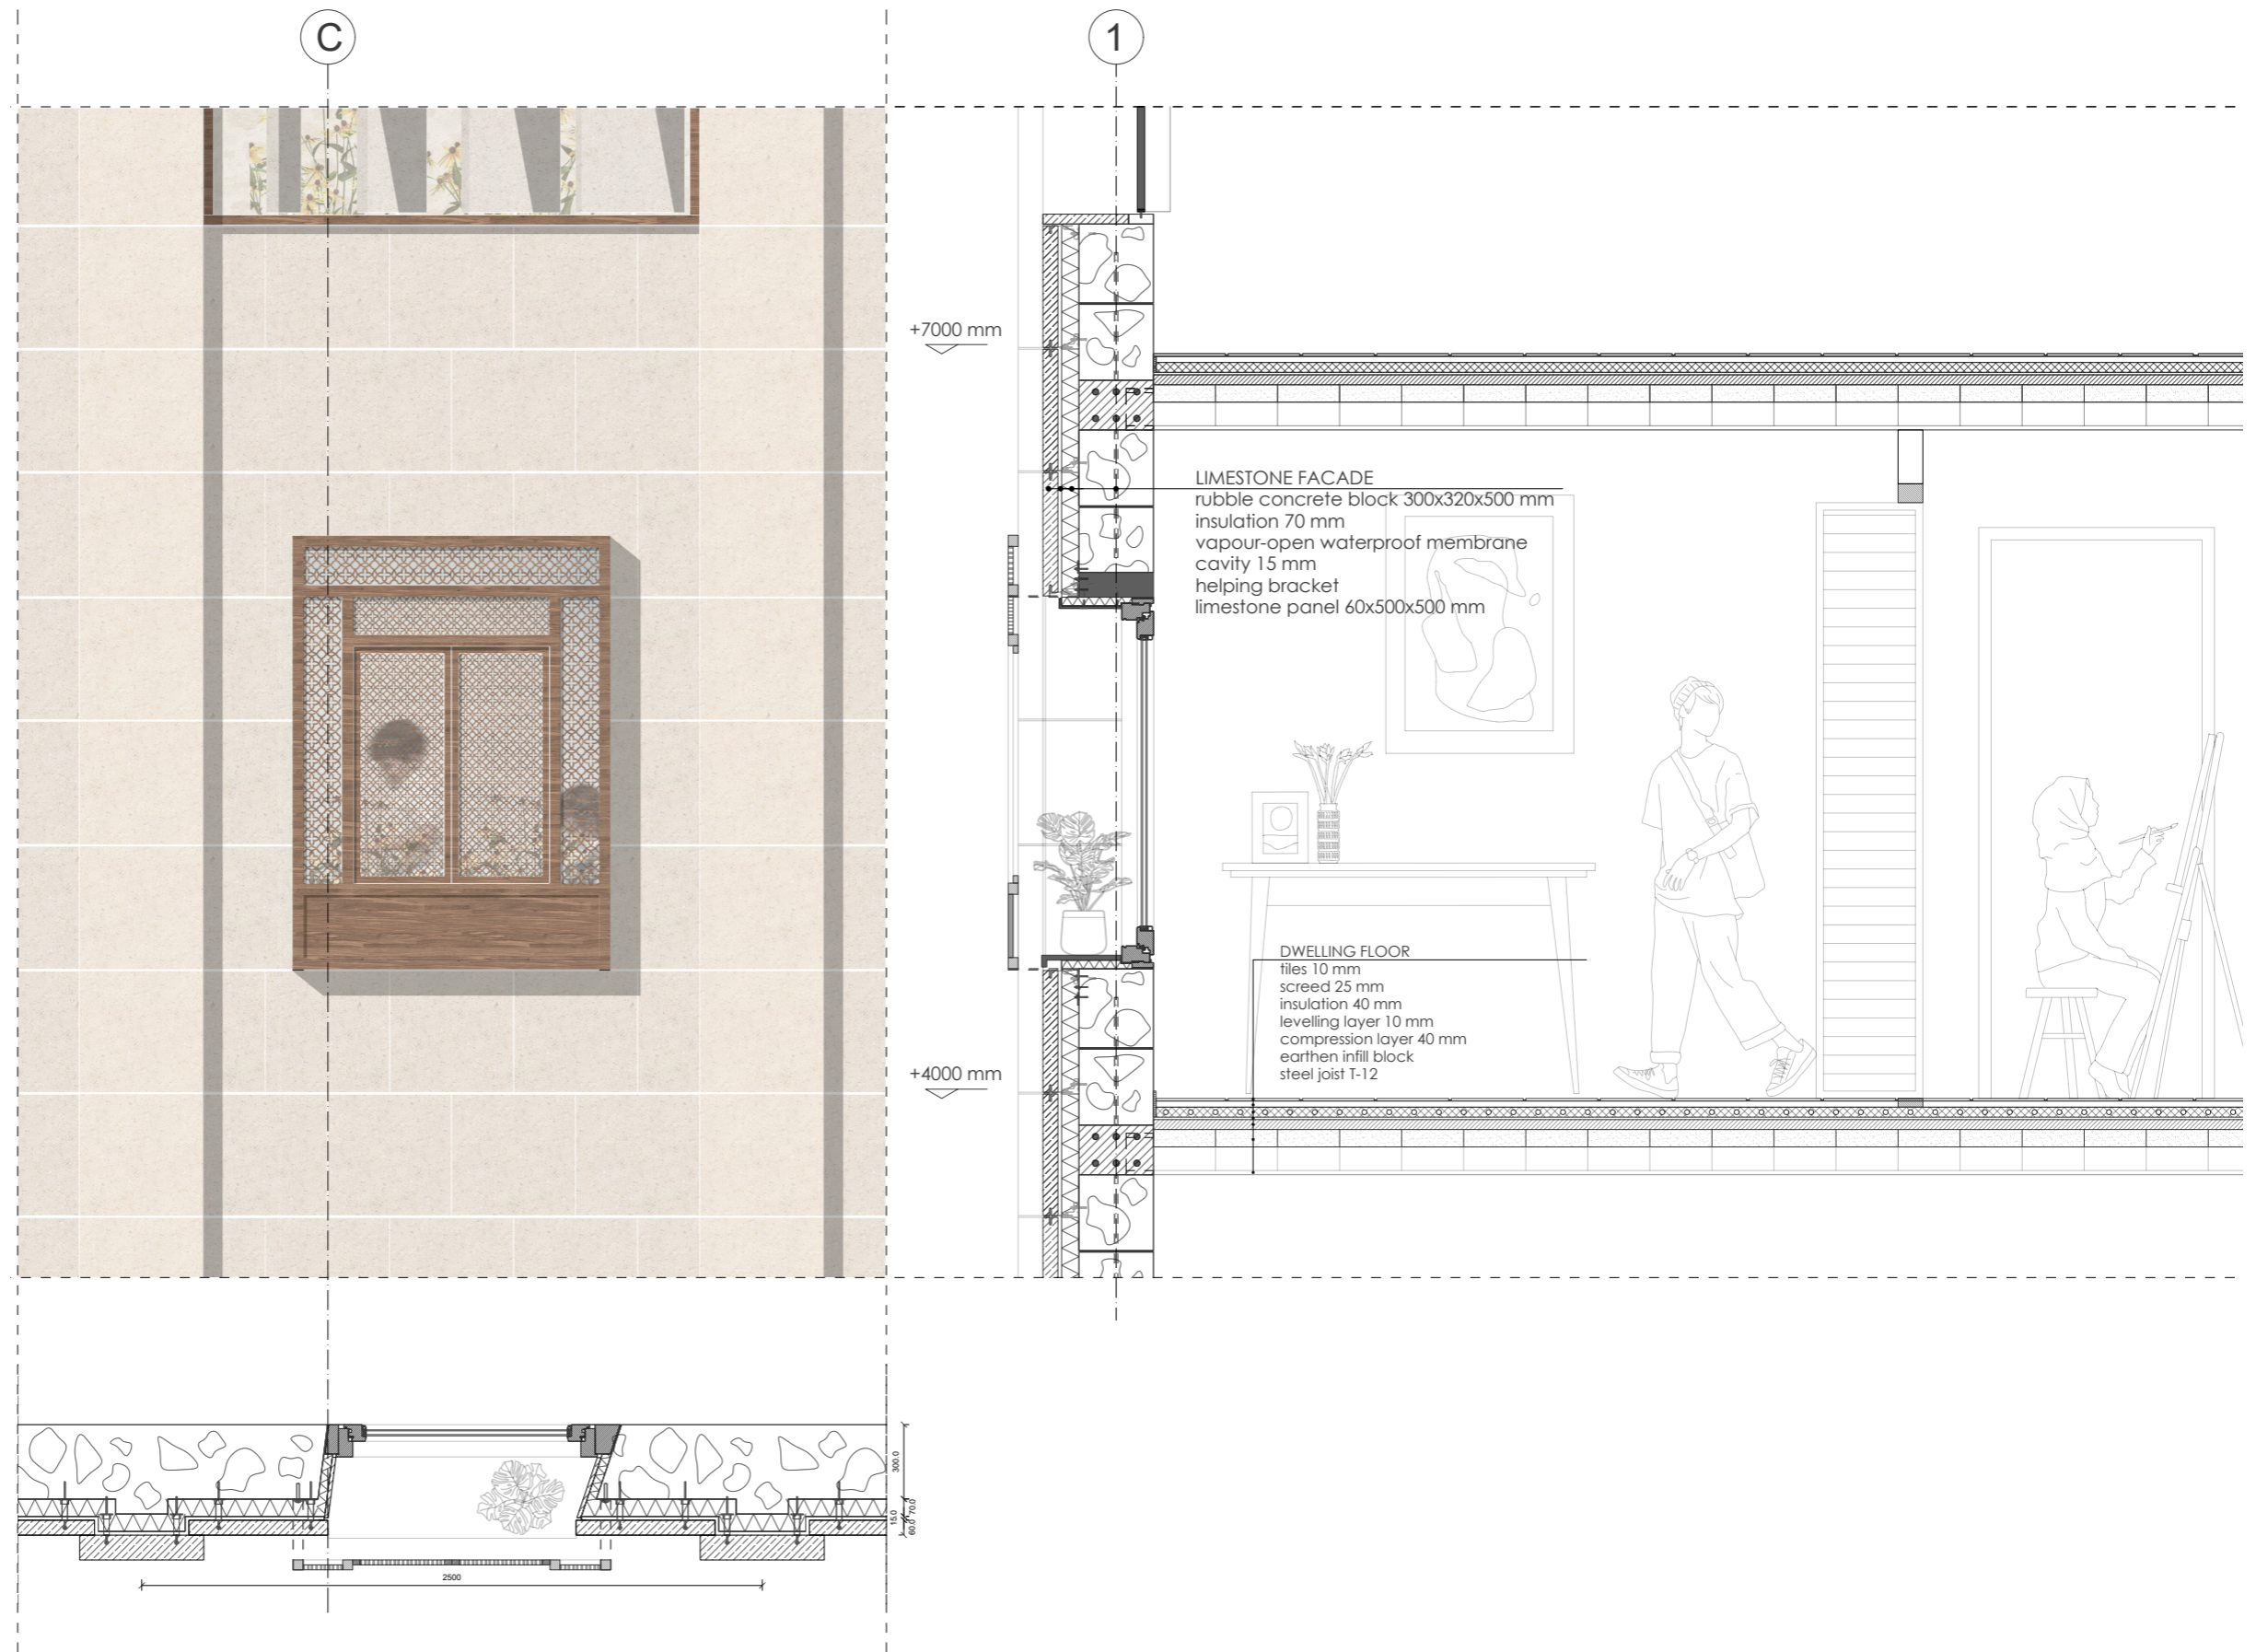 C
1
+7000 mm
LIMESTONE FACADE
rubble concrete block 300x320x500 mm
insulation 70 mm
vapour-open waterproof membrane
cavity 15 mm
helping bracket
limestone panel 60x500x500 mm
DWELLING FLOOR
tiles 10 mm
screed 25 mm
insulation 40 mm
levelling layer 10 mm
compression layer 40 mm
earthen infill block
steel joist T-12
+4000 mm
300.0
70.0
15.0
60.0
2500